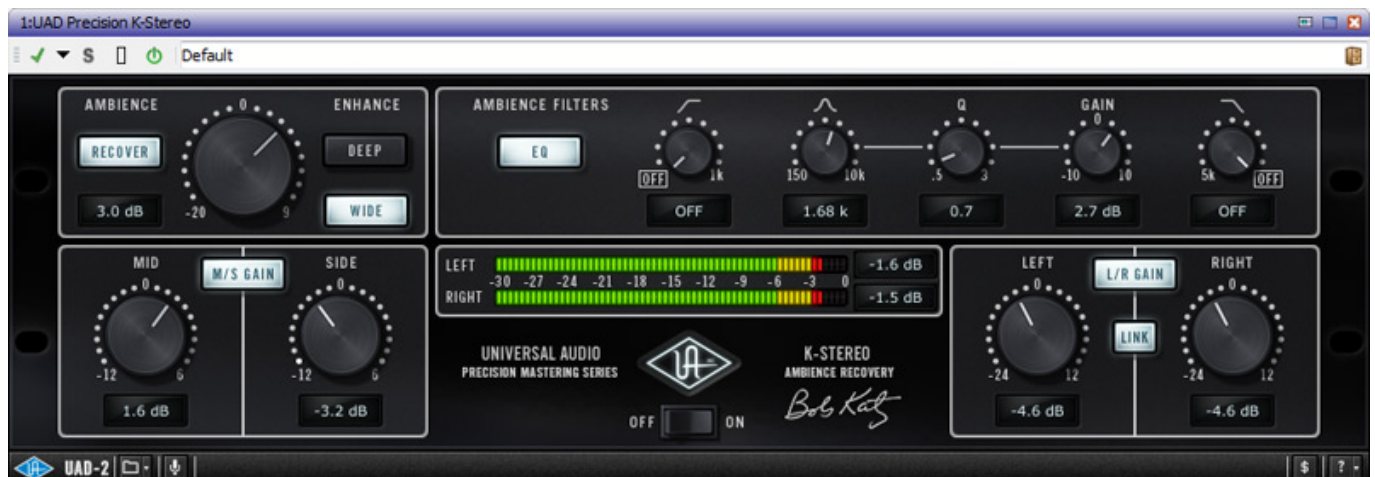 1:UAD Precision K-Stereo
S Default
AMBIENCE 0 ENHANCE
RECOVER DEEP
3.0 dB -20 9 WIDE
AMBIENCE FILTERS Q GAIN
0
EQ
OFF 1k 150 10k .5 3 -10 10 5k OFF
OFF 1.68 k 0.7 2.7 dB OFF
MID M/S GAIN SIDE
0 0
-12 6 -12 6
1.6 dB -3.2 dB
LEFT -1.6 dB
-30 -27 -24 -21 -18 -15 -12 -9 -6 -3 0
RIGHT -1.5 dB
UNIVERSAL AUDIO
PRECISION MASTERING SERIES
UA
K-STEREO
AMBIENCE RECOVERY
Bob Katz
OFF ON
LEFT L/R GAIN RIGHT
0 0
LINK
-24 12 -24 12
-4.6 dB -4.6 dB
UA UAD-2 $ ?